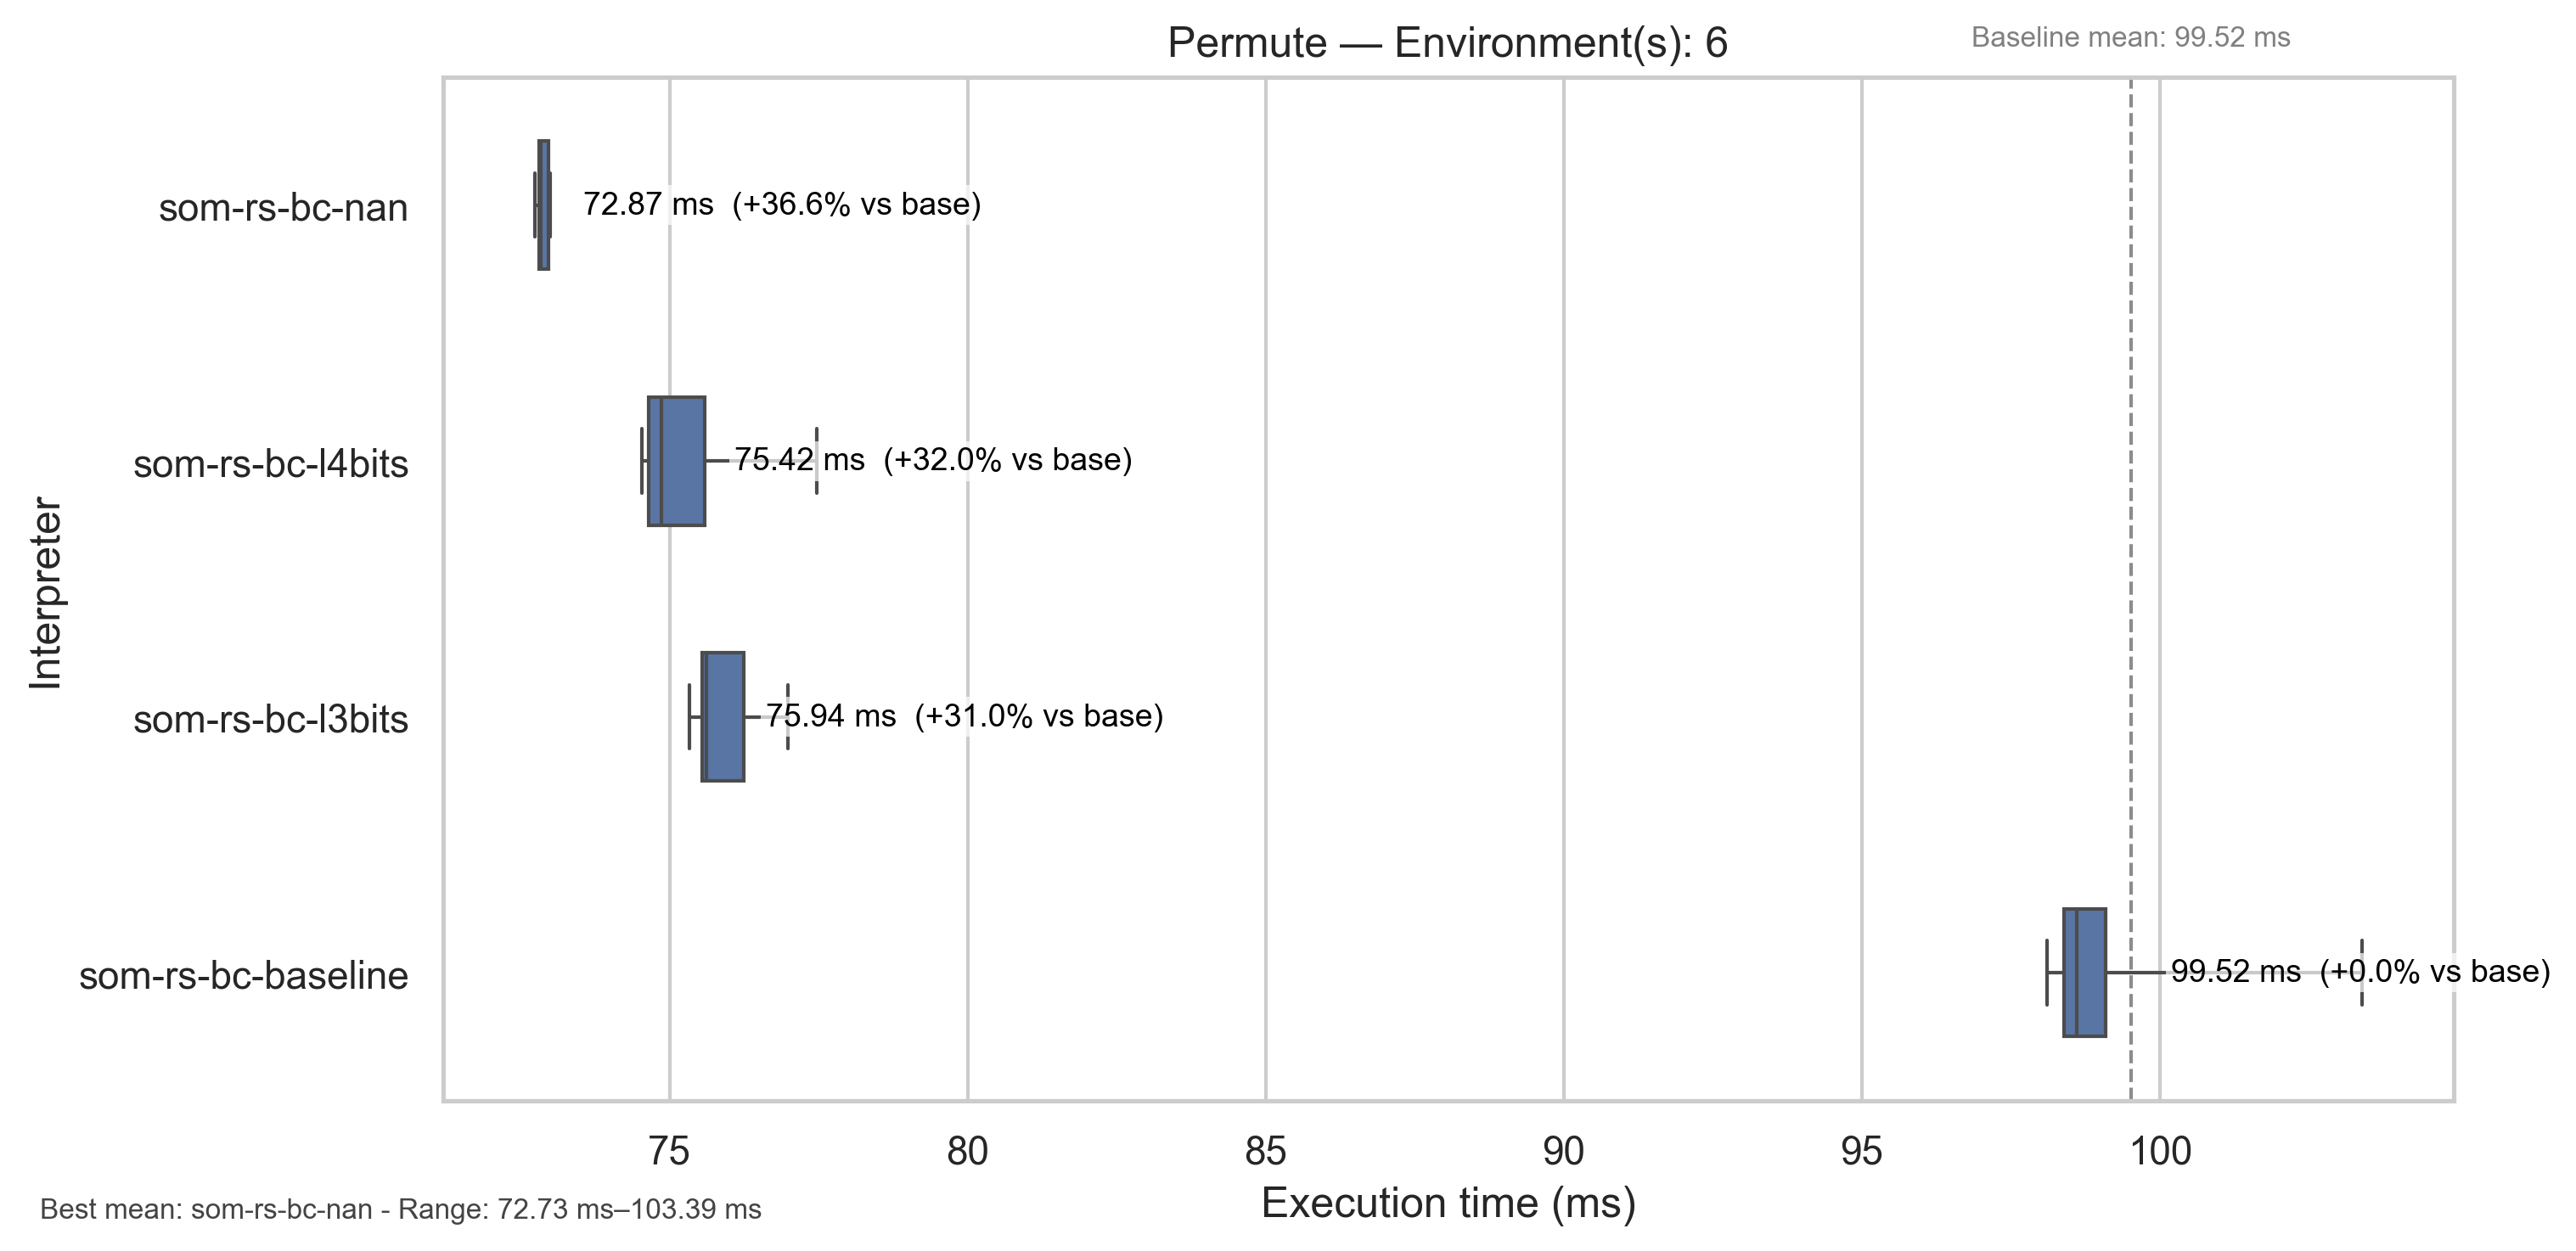 Permute — Environment(s): 6
Baseline mean: 99.52 ms
Interpreter
som-rs-bc-nan
72.87 ms  (+36.6% vs base)
som-rs-bc-l4bits
75.42 ms  (+32.0% vs base)
som-rs-bc-l3bits
75.94 ms  (+31.0% vs base)
som-rs-bc-baseline
99.52 ms  (+0.0% vs base)
75 80 85 90 95 100
Execution time (ms)
Best mean: som-rs-bc-nan - Range: 72.73 ms–103.39 ms